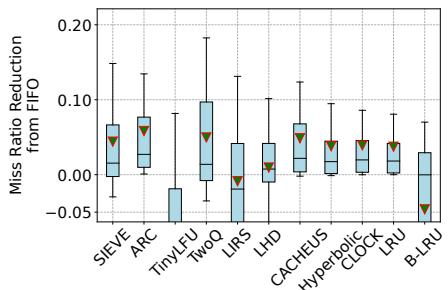 Miss Ratio Reduction
from FIFO
0.20
0.10
0.00
−0.05
SIEVE
ARC
TinyLFU
TwoQ
LIRS
LHD
CACHEUS
Hyperbolic
CLOCK
LRU
B-LRU